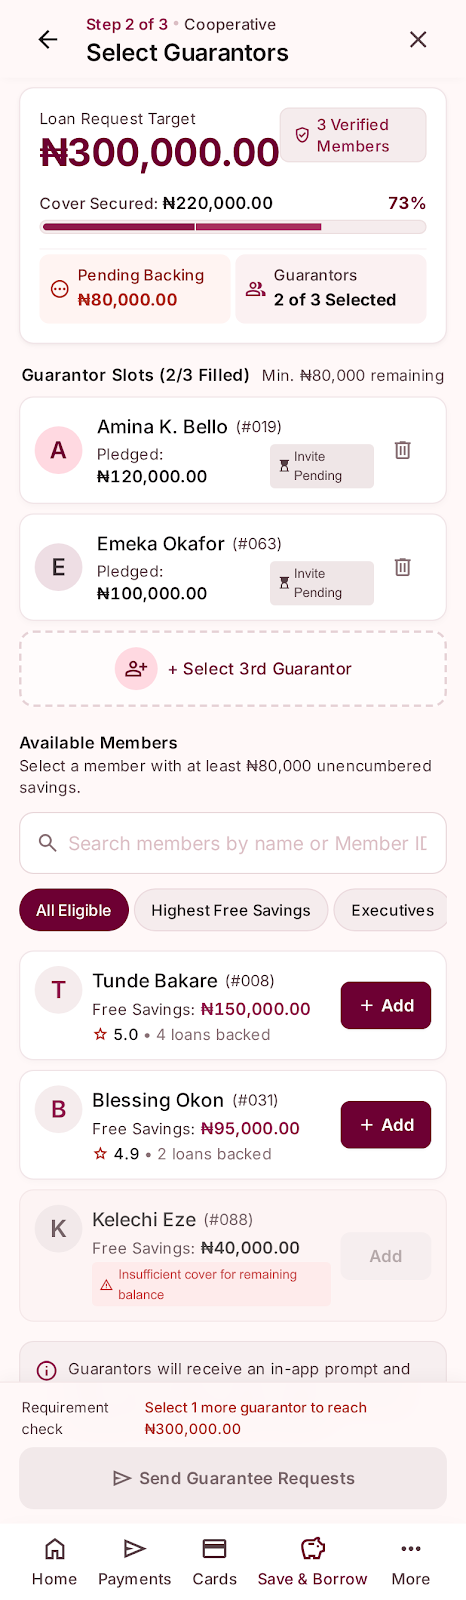 Step 2 of 3 • Cooperative
Select Guarantors
Loan Request Target
₦300,000.00
3 Verified
Members
Cover Secured: ₦220,000.00
73%
Pending Backing
₦80,000.00
Guarantors
2 of 3 Selected
Guarantor Slots (2/3 Filled)
Min. ₦80,000 remaining
A
Amina K. Bello (#019)
Pledged:
₦120,000.00
Invite
Pending
E
Emeka Okafor (#063)
Pledged:
₦100,000.00
Invite
Pending
+ Select 3rd Guarantor
Available Members
Select a member with at least ₦80,000 unencumbered
savings.
Search members by name or Member ID
All Eligible
Highest Free Savings
Executives
T
Tunde Bakare (#008)
Free Savings: ₦150,000.00
5.0 • 4 loans backed
+ Add
B
Blessing Okon (#031)
Free Savings: ₦95,000.00
4.9 • 2 loans backed
+ Add
K
Kelechi Eze (#088)
Free Savings: ₦40,000.00
Insufficient cover for remaining
balance
Add
Guarantors will receive an in-app prompt and
Requirement
check
Select 1 more guarantor to reach
₦300,000.00
Send Guarantee Requests
Home
Payments
Cards
Save & Borrow
More